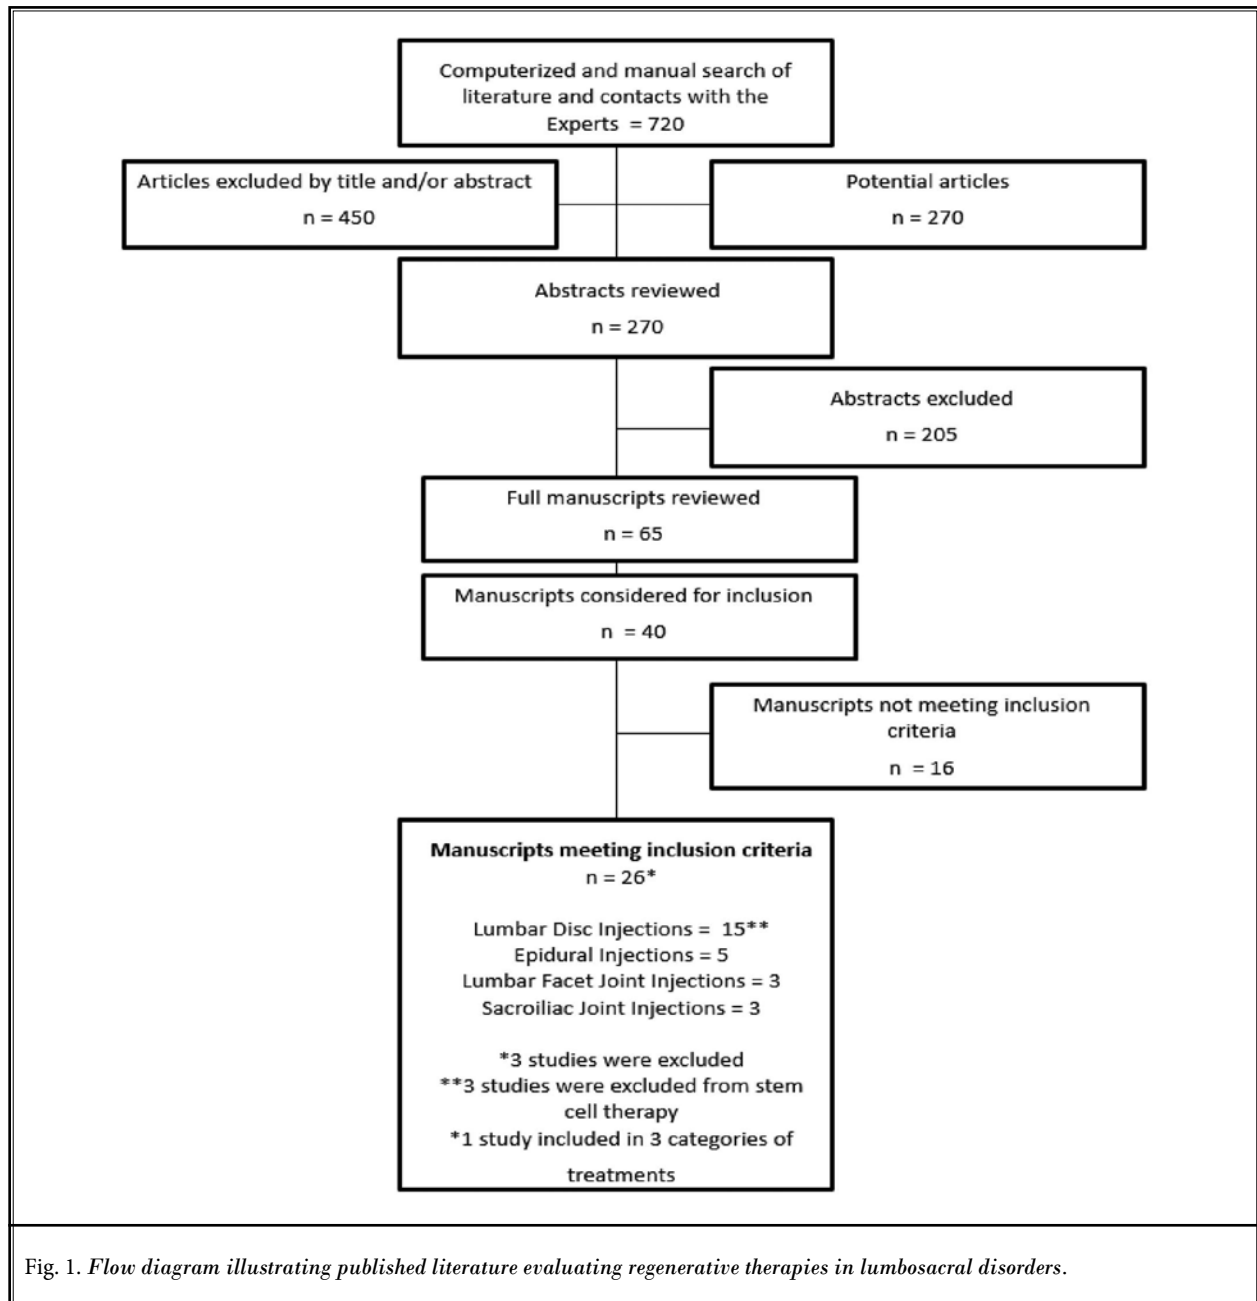 Computerized and manual search of
literature and contacts with the
Experts = 720
Articles excluded by title and/or abstract
n = 450
Potential articles
n = 270
Abstracts reviewed
n = 270
Abstracts excluded
n = 205
Full manuscripts reviewed
n = 65
Manuscripts considered for inclusion
n = 40
Manuscripts not meeting inclusion
criteria
n = 16
Manuscripts meeting inclusion criteria
n = 26*
Lumbar Disc Injections = 15**
Epidural Injections = 5
Lumbar Facet Joint Injections = 3
Sacroiliac Joint Injections = 3
*3 studies were excluded
**3 studies were excluded from stem
cell therapy
*1 study included in 3 categories of
treatments
Fig. 1. Flow diagram illustrating published literature evaluating regenerative therapies in lumbosacral disorders.